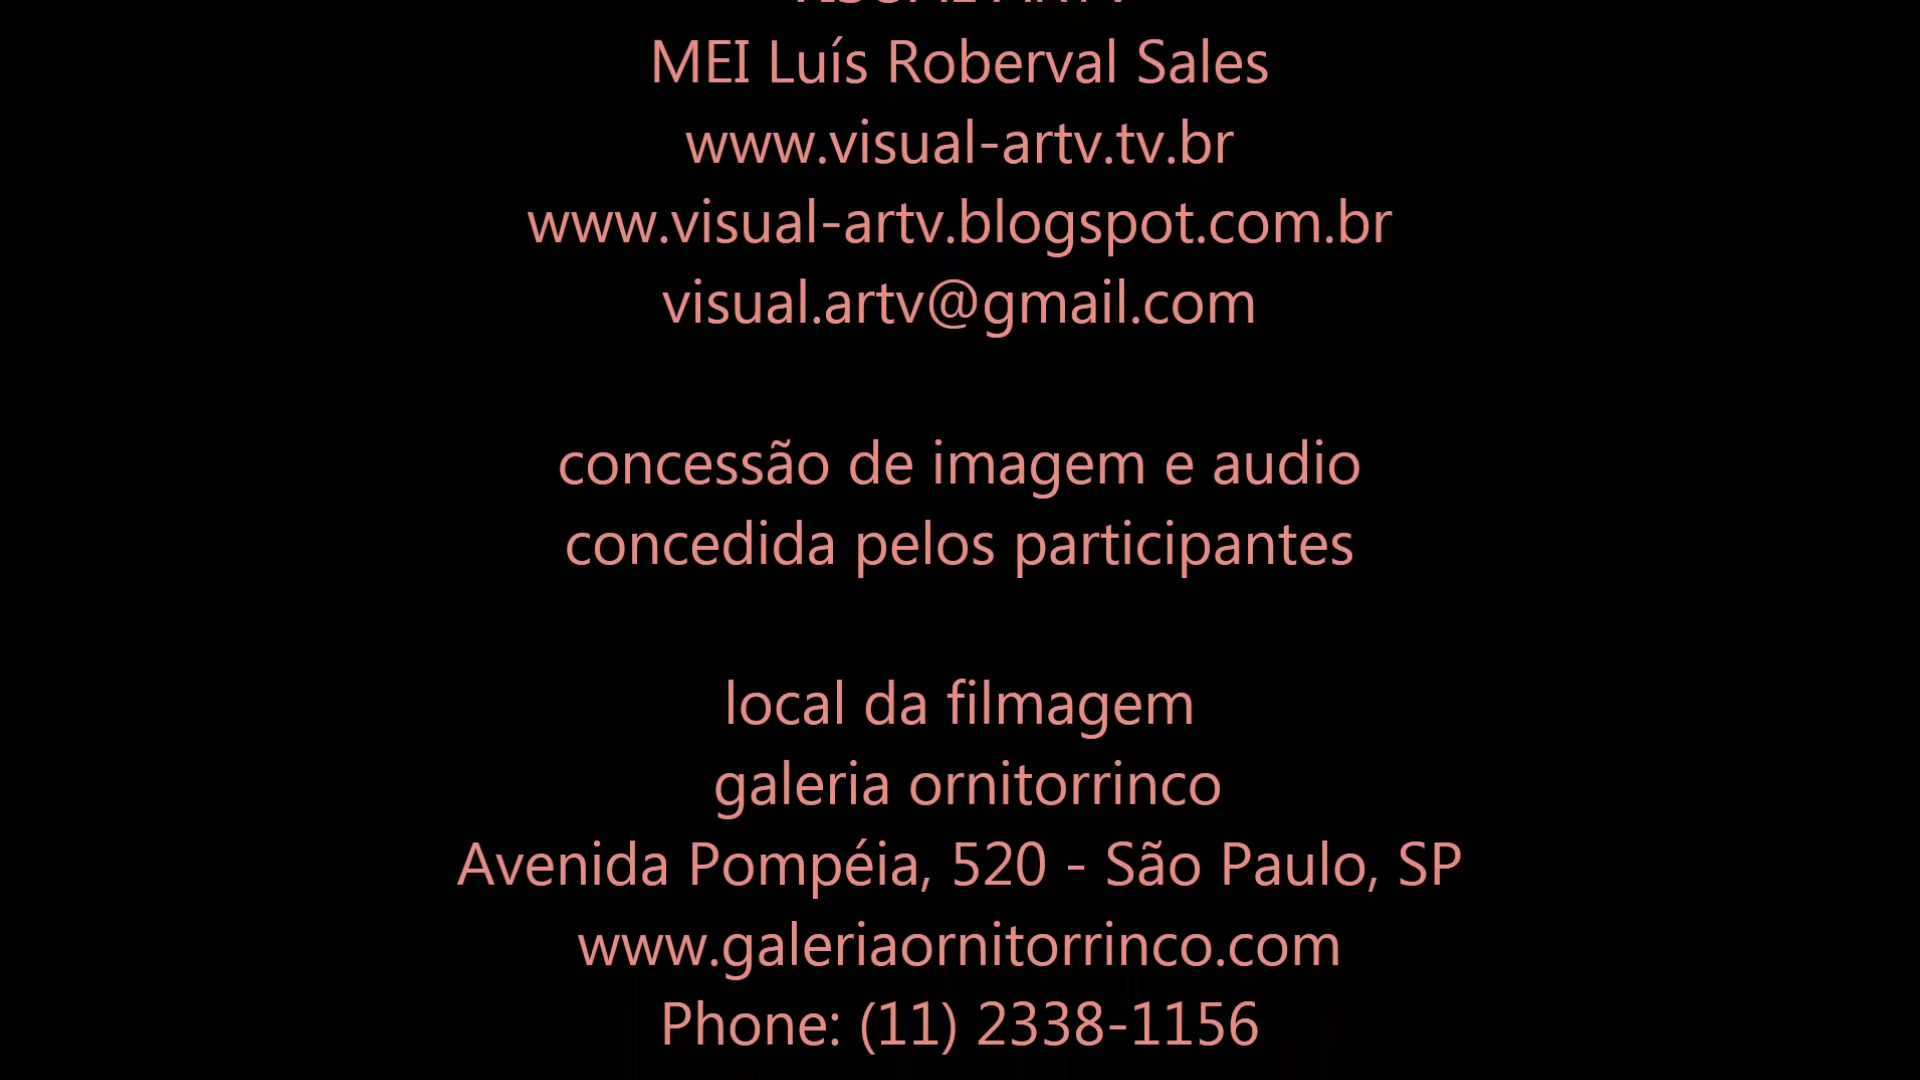 VISUAL ARTV
MEI Luís Roberval Sales
www.visual-artv.tv.br
www.visual-artv.blogspot.com.br
visual.artv@gmail.com
concessão de imagem e audio
concedida pelos participantes
local da filmagem
galeria ornitorrinco
Avenida Pompéia, 520 - São Paulo, SP
www.galeriaornitorrinco.com
Phone: (11) 2338-1156